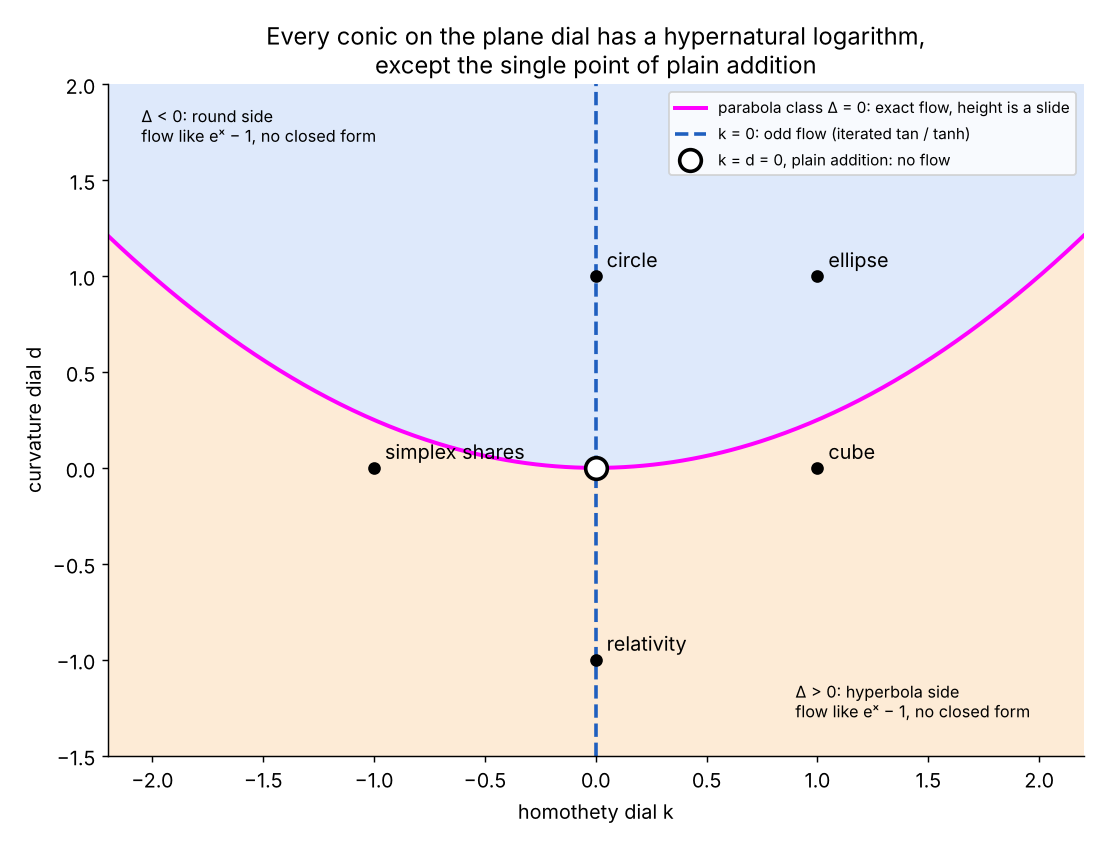 Every conic on the plane dial has a hypernatural logarithm,
except the single point of plain addition
2.0
1.5
1.0
0.5
0.0
−0.5
−1.0
−1.5
curvature dial d
Δ < 0: round side
flow like eˣ − 1, no closed form
parabola class Δ = 0: exact flow, height is a slide
k = 0: odd flow (iterated tan / tanh)
k = d = 0, plain addition: no flow
circle
ellipse
simplex shares
cube
relativity
Δ > 0: hyperbola side
flow like eˣ − 1, no closed form
−2.0
−1.5
−1.0
−0.5
0.0
0.5
1.0
1.5
2.0
homothety dial k